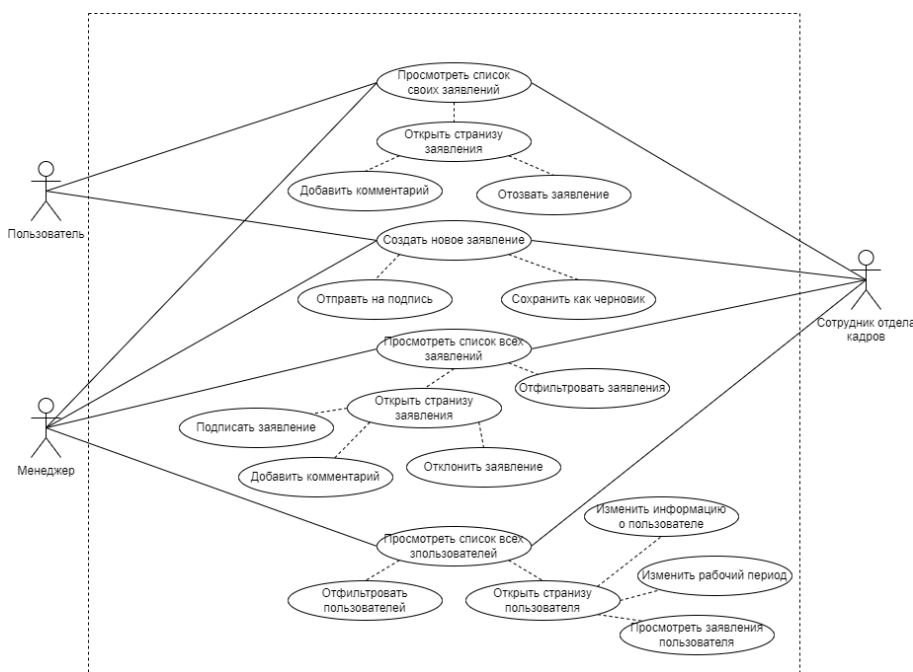 Просмотреть список
своих заявлений
Открыть странизу
заявления
Добавить комментарий
Отозвать заявление
Пользователь
Создать новое заявление
Отправть на подпись
Сохранить как черновик
Сотрудник отдела
кадров
Просмотреть список всех
заявлений
Отфильтровать заявления
Открыть странизу
заявления
Подписать заявление
Добавить комментарий
Отклонить заявление
Менеджер
Изменить информацию
о пользователе
Просмотреть список всех
зпользователей
Изменить рабочий период
Отфильтровать
пользователей
Открыть странизу
пользователя
Просмотреть заявления
пользователя